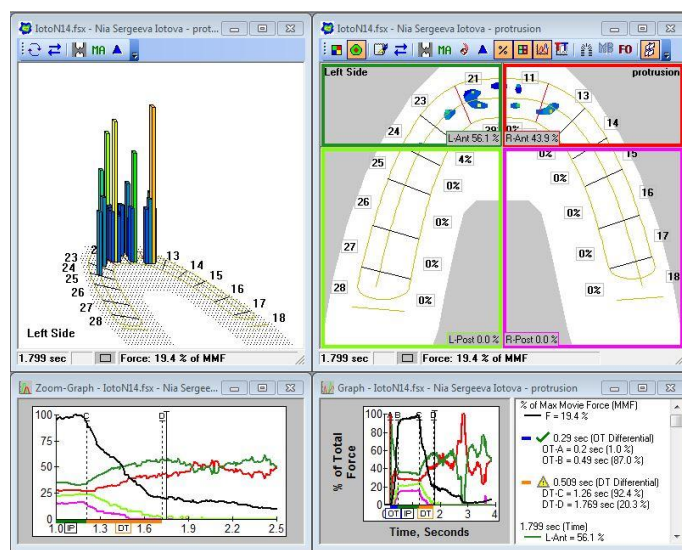 IotoN14.fsx - Nia Sergeeva Iotova - prot...
MA
23
24
25
26
27
28
13
14
15
16
17
18
Left Side
1.799 sec
Force: 19.4 % of MMF
IotoN14.fsx - Nia Sergeeva Iotova - protrusion
MA
%
MB
FO
Left Side
protrusion
21
11
23
13
24
14
L-Ant 56.1 %
R-Ant 43.9 %
25
4%
0%
15
0%
0%
26
16
0%
0%
27
17
0%
0%
28
18
L-Post 0.0 %
R-Post 0.0 %
1.799 sec
Force: 19.4 % of MMF
Zoom-Graph - IotoN14.fsx - Nia Sergee...
100
75
50
25
0
C
D
IP
DT
1.0
1.3
1.6
1.9
2.2
2.5
Graph - IotoN14.fsx - Nia Sergeeva Iotova - protrusion
% of Total
Force
100
75
50
25
0
A B C D
OT IP DT
0 1 2 3 4
Time, Seconds
% of Max Movie Force (MMF)
F = 19.4 %
0.29 sec (OT Differential)
OT-A = 0.2 sec (1.0 %)
OT-B = 0.49 sec (87.0 %)
0.509 sec (DT Differential)
DT-C = 1.26 sec (92.4 %)
DT-D = 1.769 sec (20.3 %)
1.799 sec (Time)
L-Ant = 56.1 %